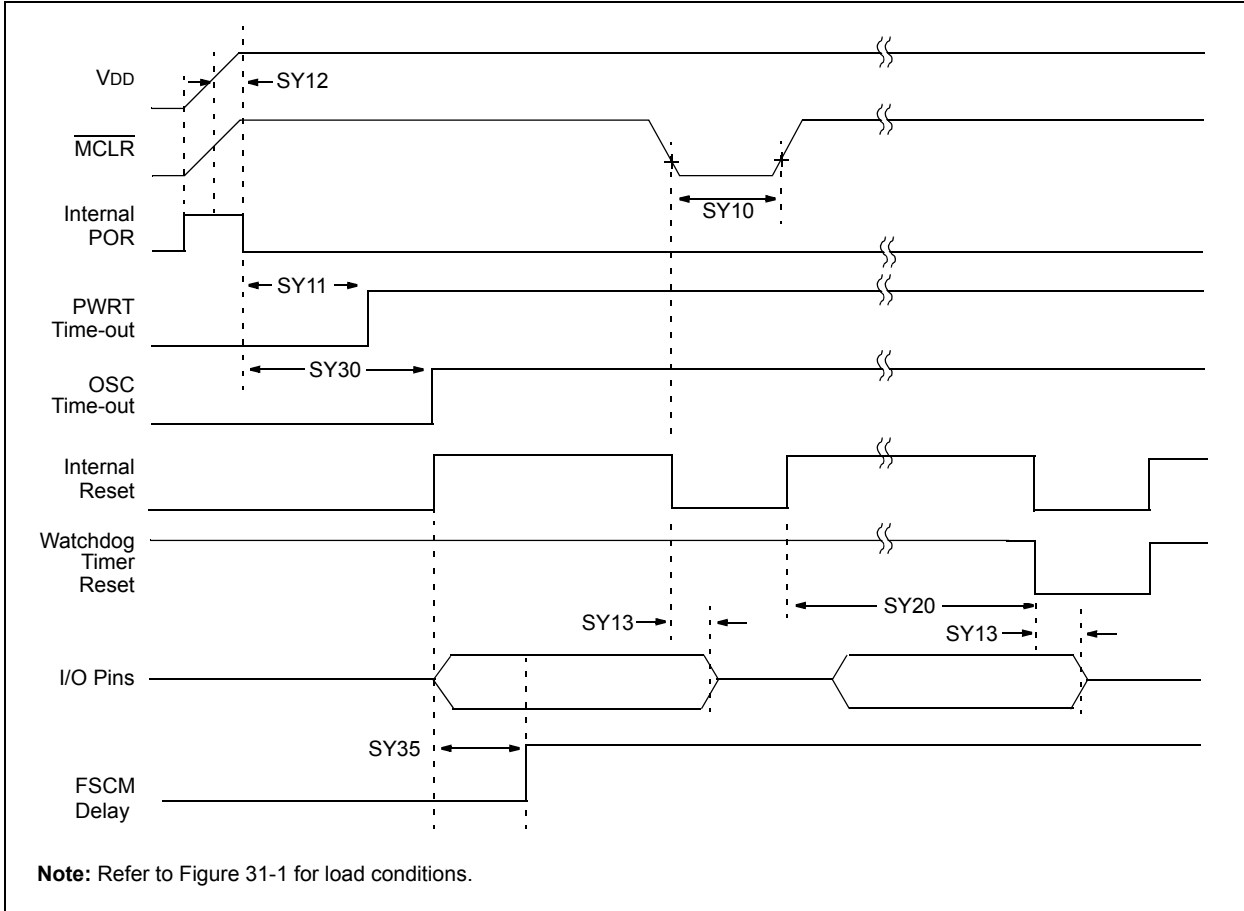 VDD
SY12
MCLR
SY10
Internal
POR
SY11
PWRT
Time-out
SY30
OSC
Time-out
Internal
Reset
Watchdog
Timer
Reset
SY20
SY13
SY13
I/O Pins
SY35
FSCM
Delay
Note: Refer to Figure 31-1 for load conditions.